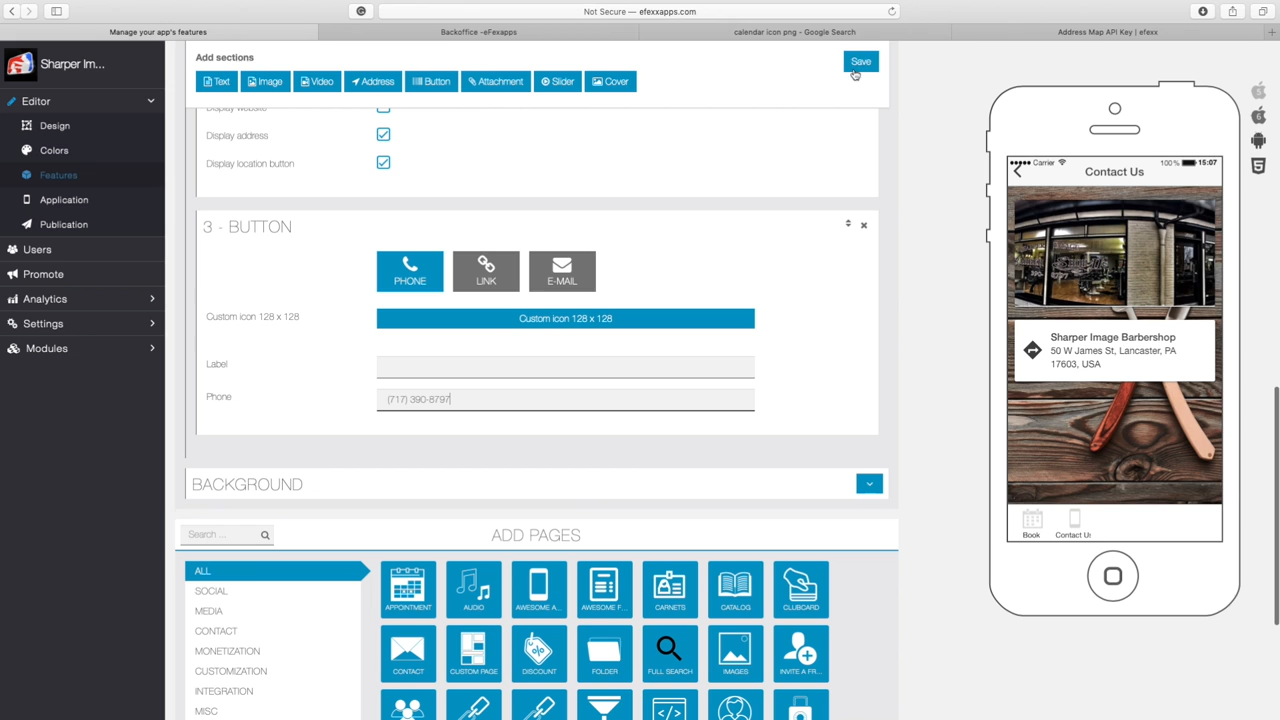 Not Secure — efexxapps.com
Manage your app's features
Backoffice -eFexapps
calendar icon png - Google Search
Address Map API Key | efexx
+
Sharper Im...
Editor
Design
Colors
Features
Application
Publication
Users
Promote
Analytics
Settings
Modules
Add sections
Save
Text
Image
Video
Address
Button
Attachment
Slider
Cover
Display website
Display address
Display location button
3 - BUTTON
PHONE
LINK
E-MAIL
Custom icon 128 x 128
Custom icon 128 x 128
Label
Phone
(717) 390-8797
BACKGROUND
Search ...
ADD PAGES
ALL
SOCIAL
MEDIA
CONTACT
MONETIZATION
CUSTOMIZATION
INTEGRATION
MISC
APPOINTMENT
AUDIO
AWESOME A...
AWESOME F...
CARNETS
CATALOG
CLUBCARD
CONTACT
CUSTOM PAGE
DISCOUNT
FOLDER
FULL SEARCH
IMAGES
INVITE A FR...
Carrier
100%
15:07
Contact Us
Sharper Image Barbershop
50 W James St, Lancaster, PA
17603, USA
Book
Contact Us